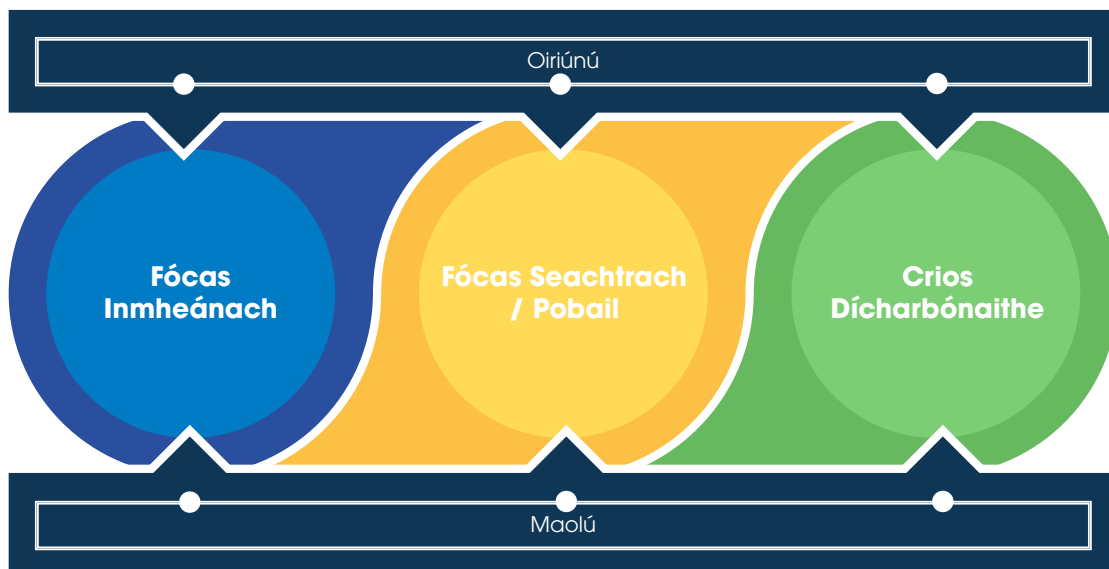 Oiriúnú
Fócas
Inmheánach
Fócas Seachtrach
/ Pobail
Crios
Dícharbónaithe
Maolú